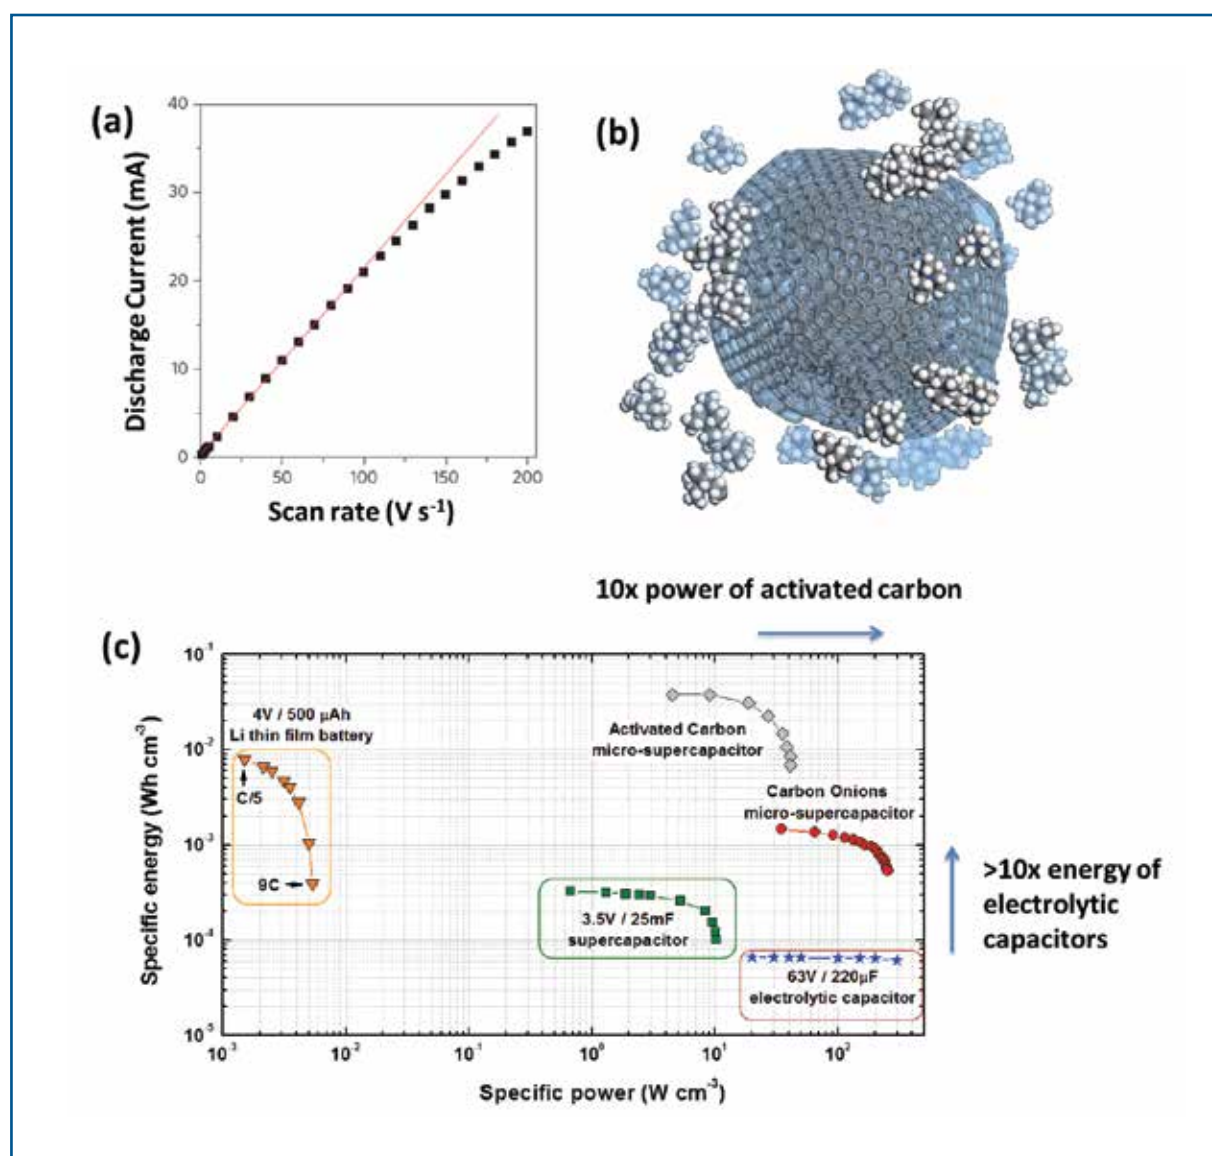 (a)
40
30
20
10
0
0
50
100
150
200
Discharge Current (mA)
Scan rate (V s⁻¹)
(b)
10x power of activated carbon
(c)
10⁻¹
10⁻²
10⁻³
10⁻⁴
10⁻⁵
Specific energy (Wh cm⁻³)
4V / 500 µAh
Li thin film battery
C/5
9C
Activated Carbon
micro-supercapacitor
Carbon Onions
micro-supercapacitor
3.5V / 25mF
supercapacitor
63V / 220µF
electrolytic capacitor
>10x energy of
electrolytic
capacitors
10⁻³
10⁻²
10⁻¹
10⁰
10¹
10²
Specific power (W cm⁻³)